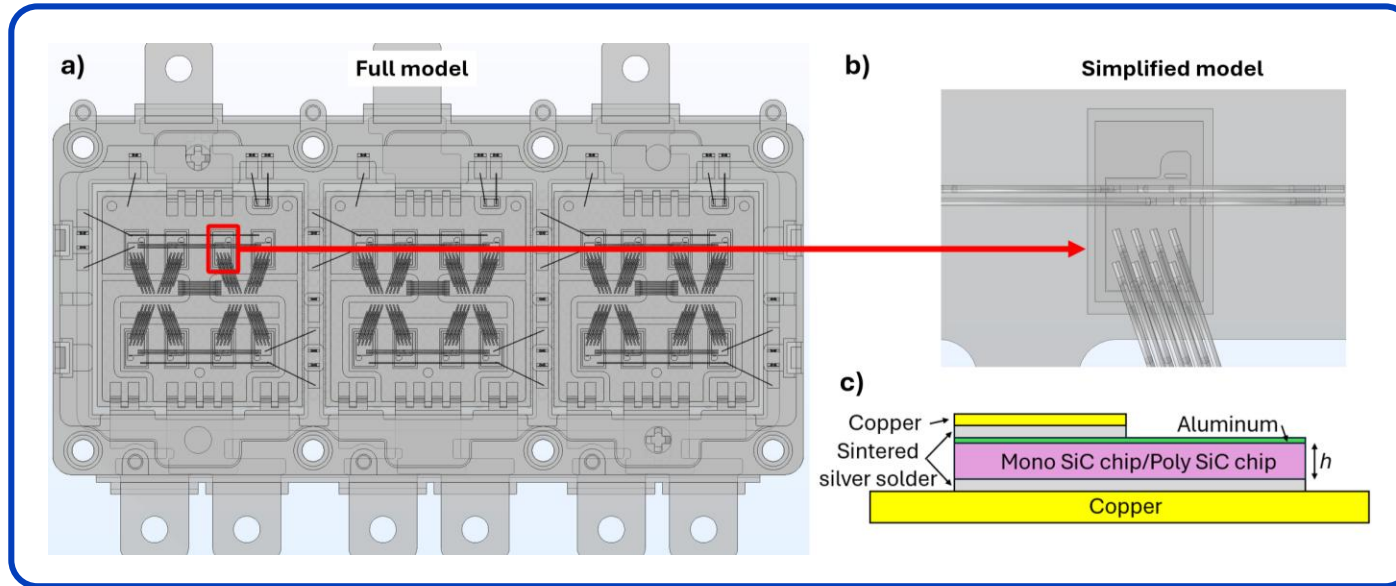 a)
Full model
b)
Simplified model
c)
Copper
Sintered
silver solder
Aluminum
Mono SiC chip/Poly SiC chip
h
Copper